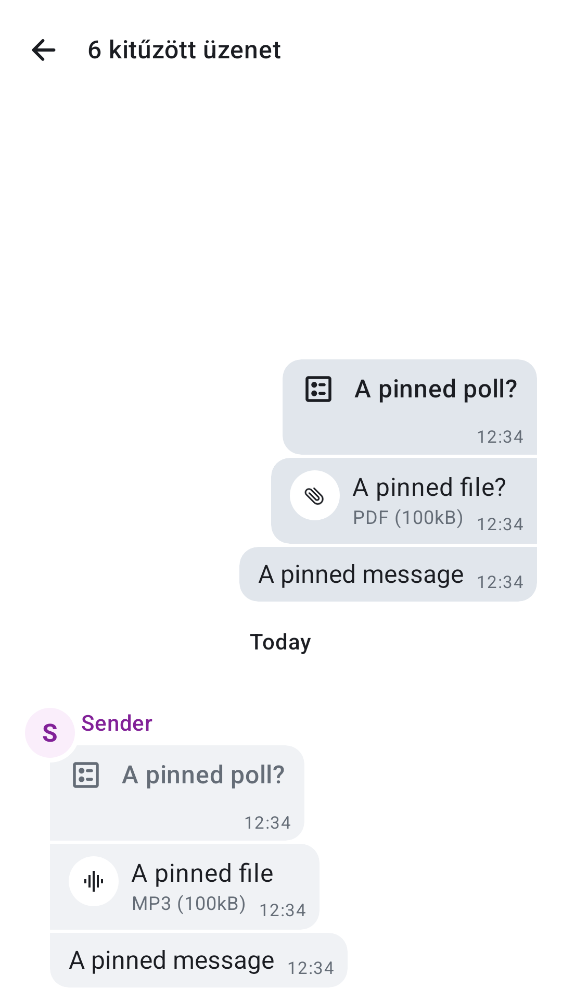 6 kitűzött üzenet
A pinned poll?
12:34
A pinned file?
PDF (100kB) 12:34
A pinned message 12:34
Today
S Sender
A pinned poll?
12:34
A pinned file
MP3 (100kB) 12:34
A pinned message 12:34